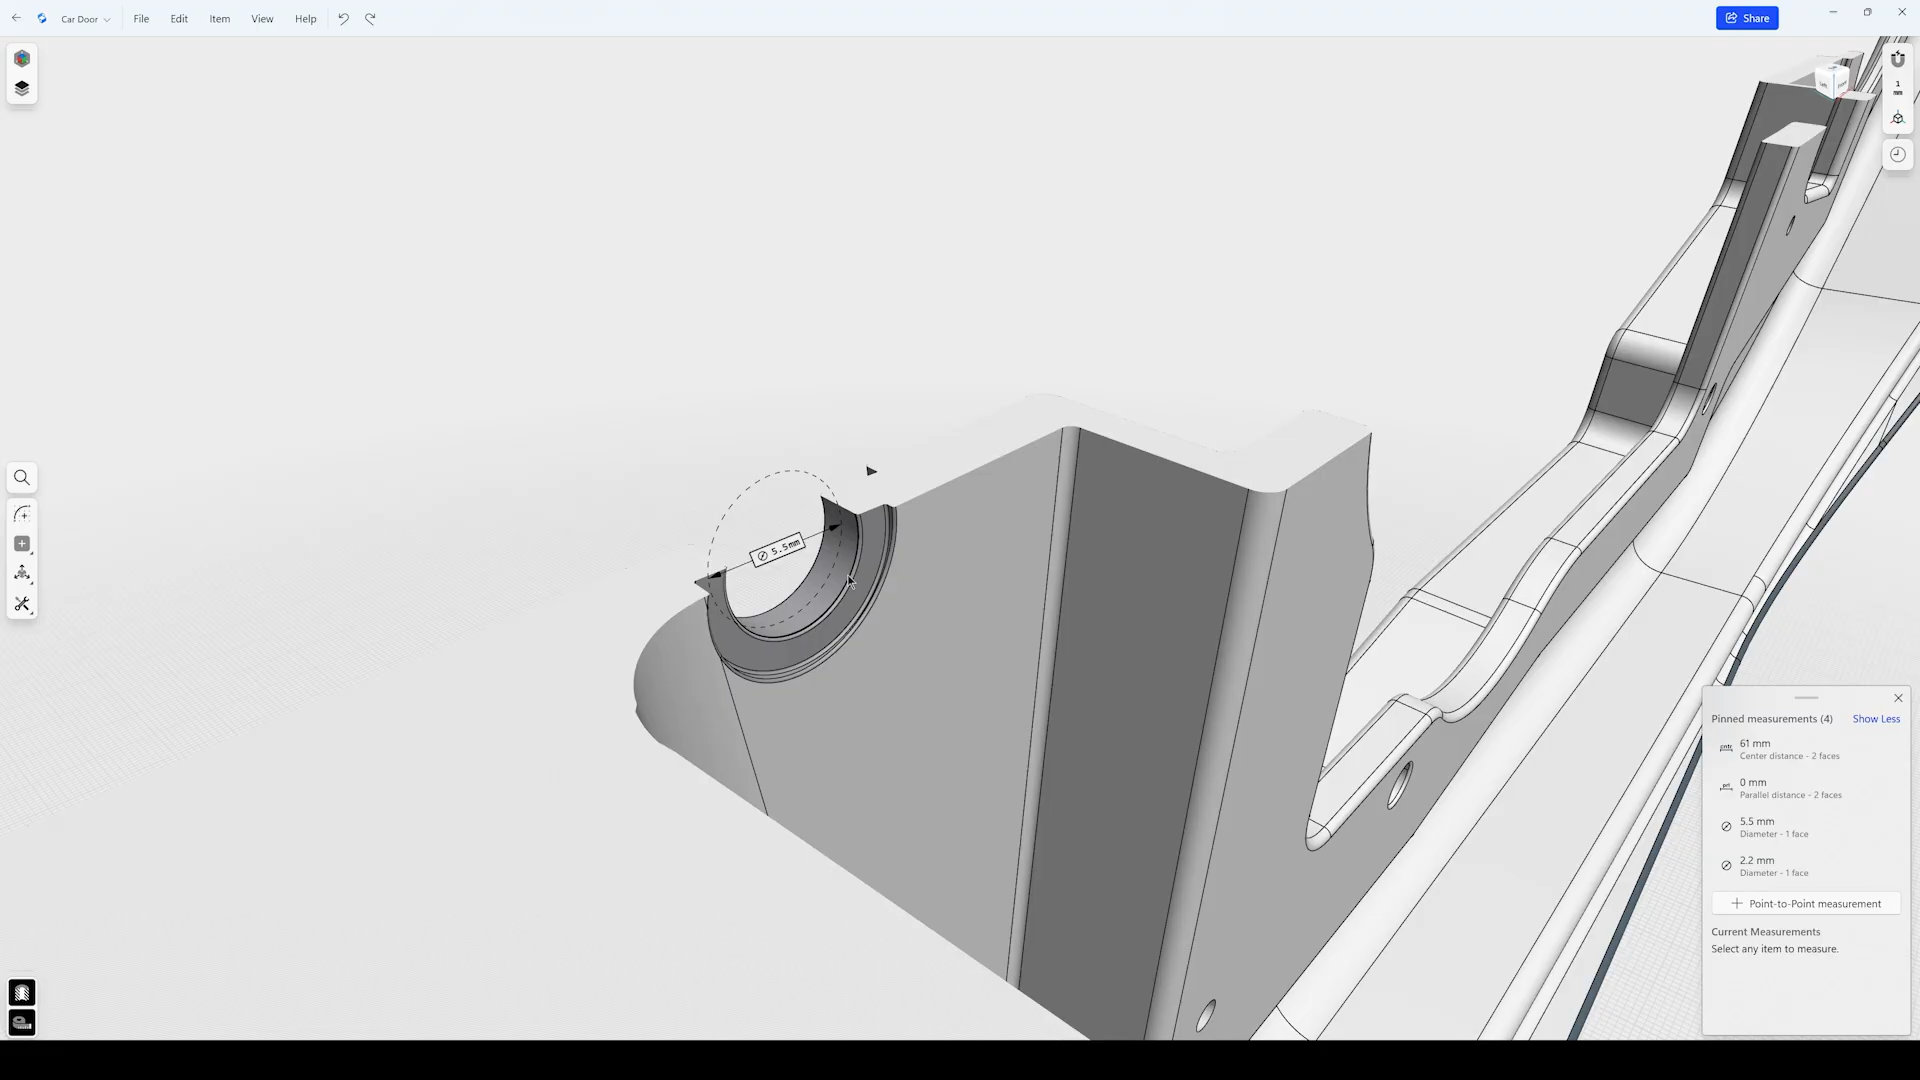 Car Door
File
Edit
Item
View
Help
Share
1
mm
⌀ 5.5mm
Pinned measurements (4)
Show Less
61 mm
Center distance - 2 faces
0 mm
Parallel distance - 2 faces
5.5 mm
Diameter - 1 face
2.2 mm
Diameter - 1 face
Point-to-Point measurement
Current Measurements
Select any item to measure.